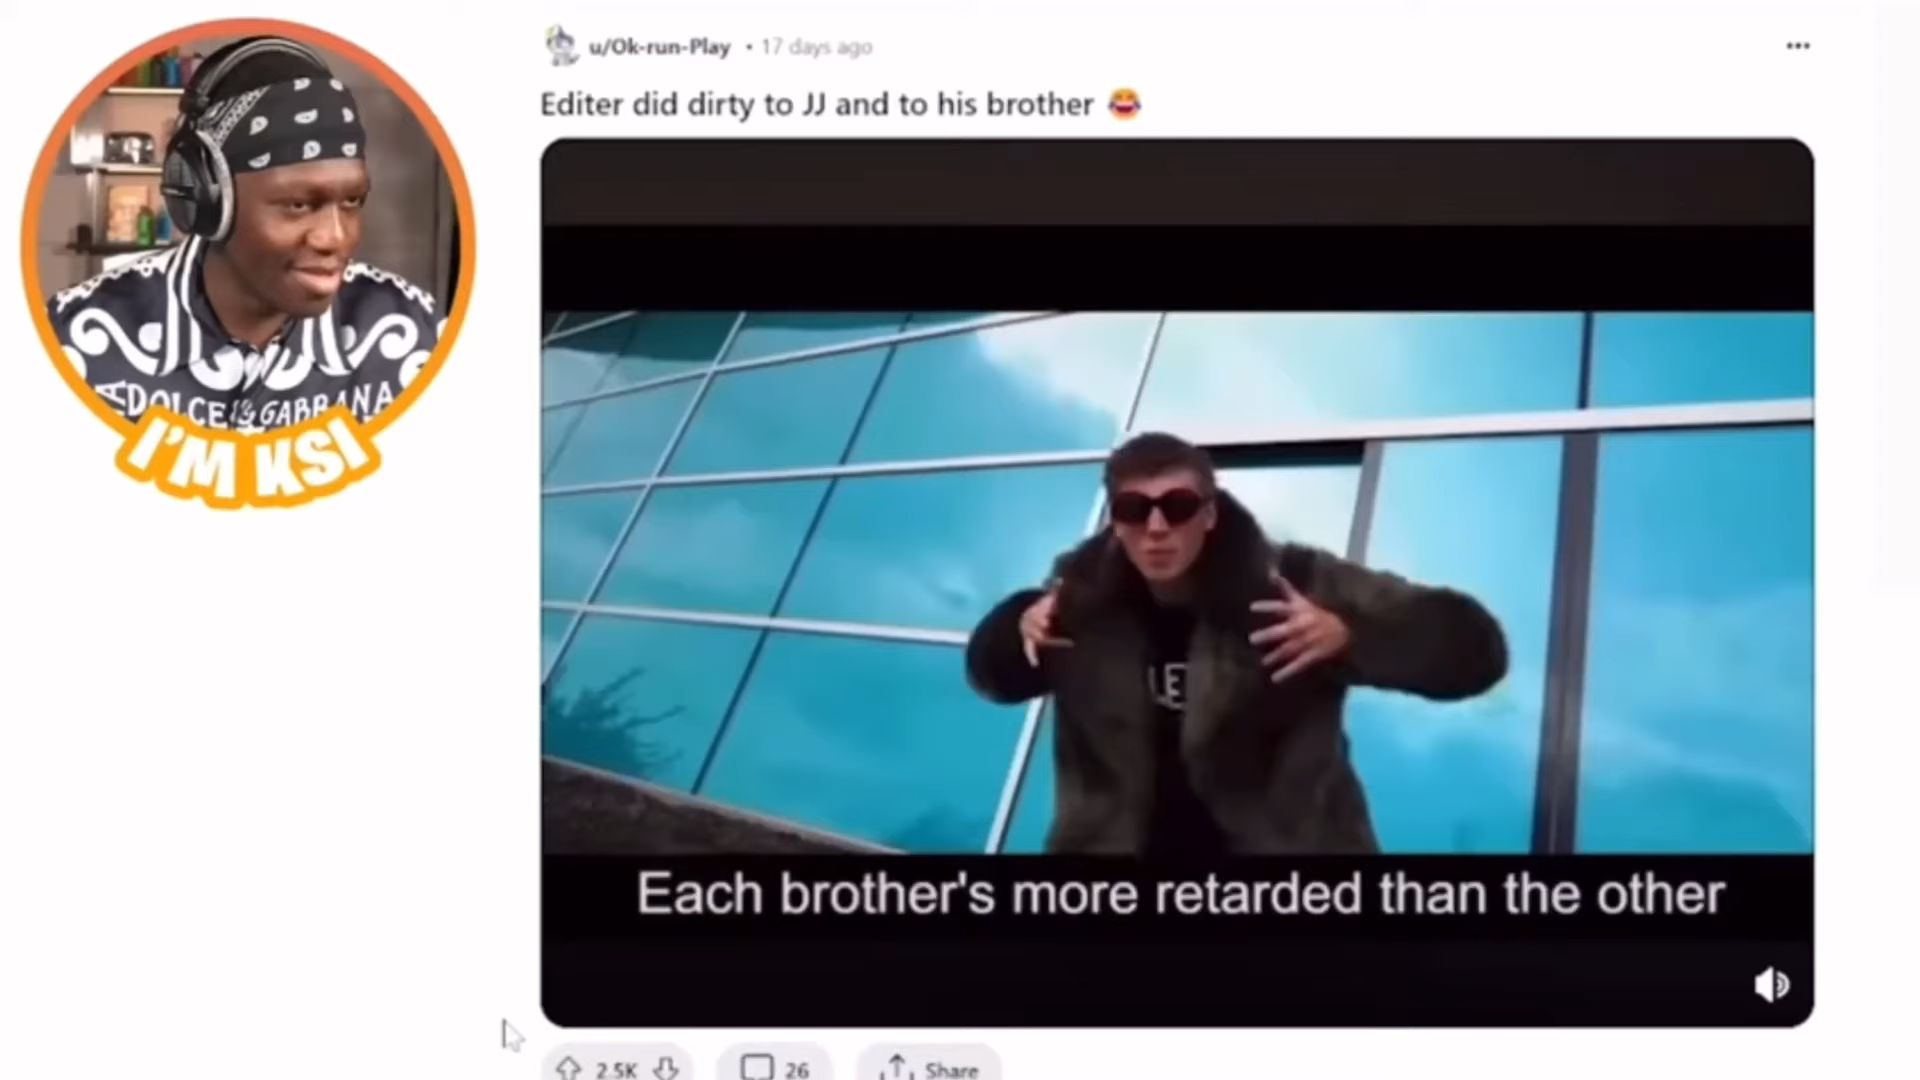 u/Ok-run-Play • 17 days ago
Editer did dirty to JJ and to his brother 😂
DOLCE & GABBANA
I'M KSI
LE
Each brother's more retarded than the other
2.5K
26
Share